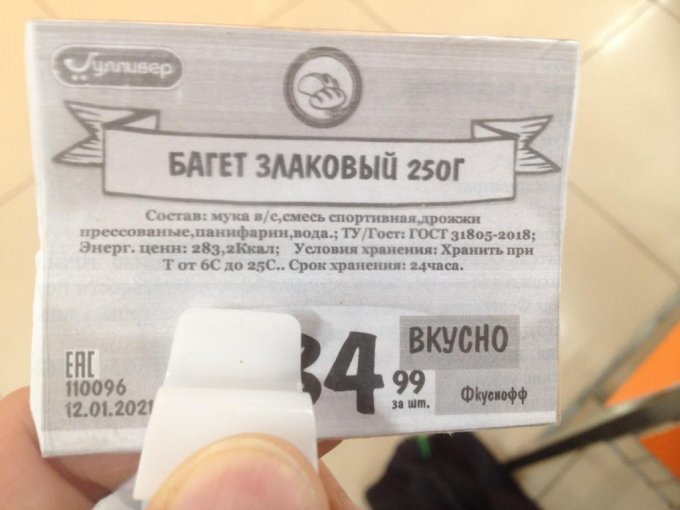 Гулливер
БАГЕТ ЗЛАКОВЫЙ 250Г
Состав: мука в/с,смесь спортивная,дрожжи
прессованые,панифарин,вода.; ТУ/Гост: ГОСТ 31805-2018;
Энерг. ценн: 283,2Ккал; Условия хранения: Хранить при
Т от 6С до 25С.. Срок хранения: 24часа.
34 99
за шт.
ВКУСНО
Фкуснофф
ЕАС
110096
12.01.2021